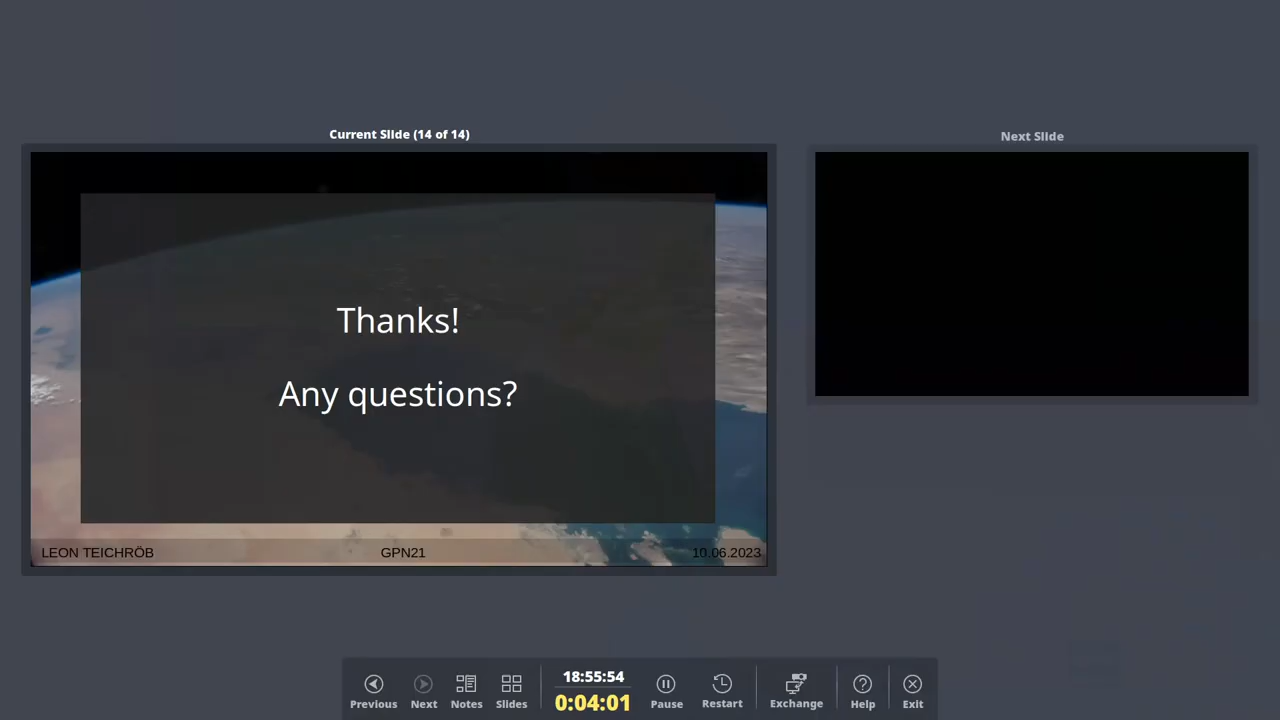 Current Slide (14 of 14)
Next Slide
Thanks!
Any questions?
LEON TEICHRÖB GPN21 10.06.2023
18:55:54
0:04:01
Previous Next Notes Slides Pause Restart Exchange Help Exit